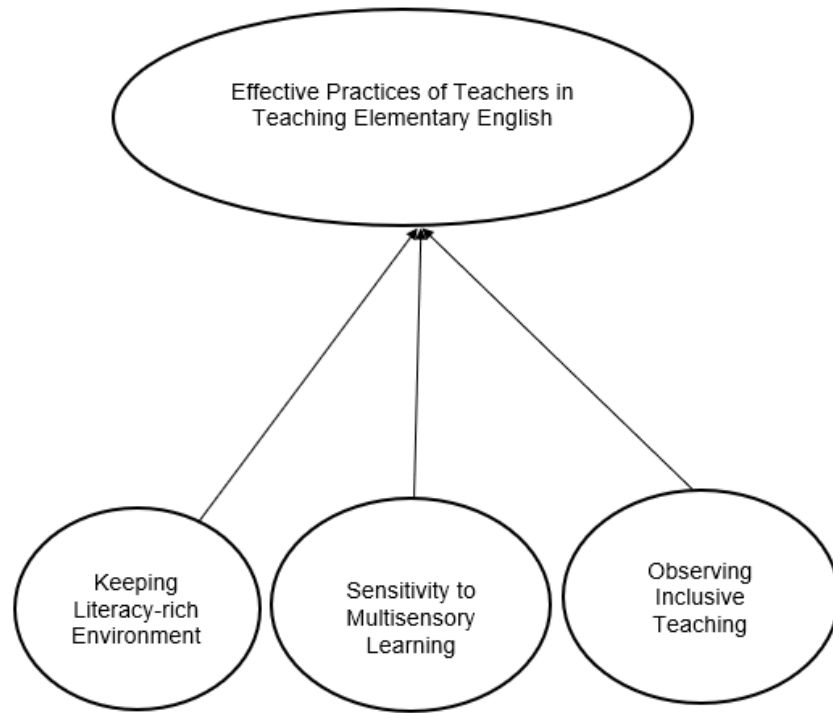 Effective Practices of Teachers in
Teaching Elementary English
Keeping
Literacy-rich
Environment
Sensitivity to
Multisensory
Learning
Observing
Inclusive
Teaching